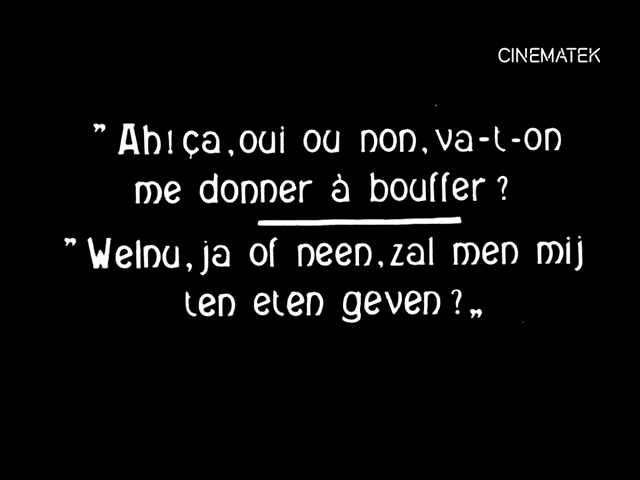 CINEMATEK
” Ah! ça, oui ou non, va-t-on
me donner à bouffer ?
” Welnu, ja of neen, zal men mij
ten eten geven ? „